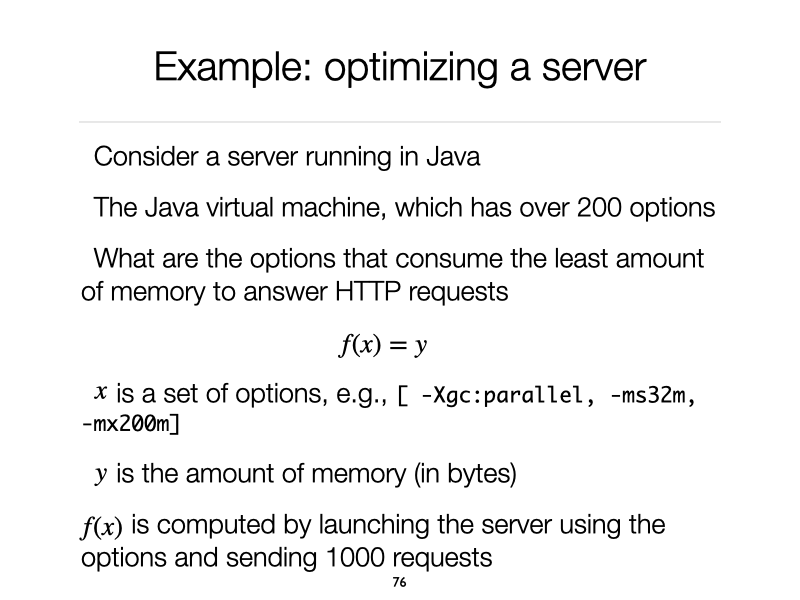 Example: optimizing a server
Consider a server running in Java
The Java virtual machine, which has over 200 options
What are the options that consume the least amount
of memory to answer HTTP requests
f(x) = y
x is a set of options, e.g., [ -Xgc:parallel, -ms32m,
-mx200m]
y is the amount of memory (in bytes)
f(x) is computed by launching the server using the
options and sending 1000 requests
76